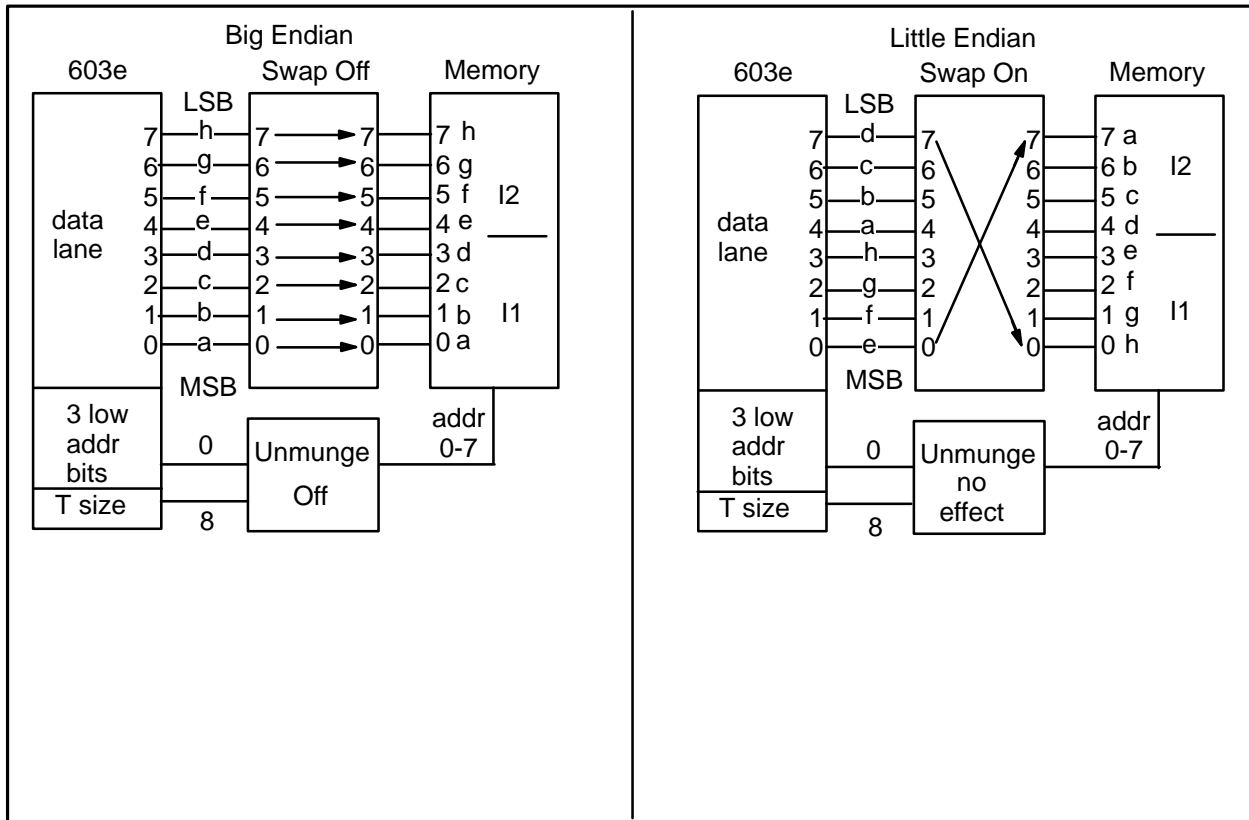 Big Endian
603e Swap Off Memory
LSB
7 h 7 7 7 h
6 g 6 6 6 g
5 f 5 5 5 f I2
data 4 e 4 4 4 e
lane 3 d 3 3 3 d
2 c 2 2 2 c
1 b 1 1 1 b I1
0 a 0 0 0 a
MSB
3 low addr
addr 0 Unmunge 0-7
bits Off
T size 8
Little Endian
603e Swap On Memory
LSB
7 d 7 7 7 a
6 c 6 6 6 b I2
5 b 5 5 5 c
data 4 a 4 4 4 d
lane 3 h 3 3 3 e
2 g 2 2 2 f
1 f 1 1 1 g I1
0 e 0 0 0 h
MSB
3 low addr
addr 0 Unmunge 0-7
bits no
T size 8 effect